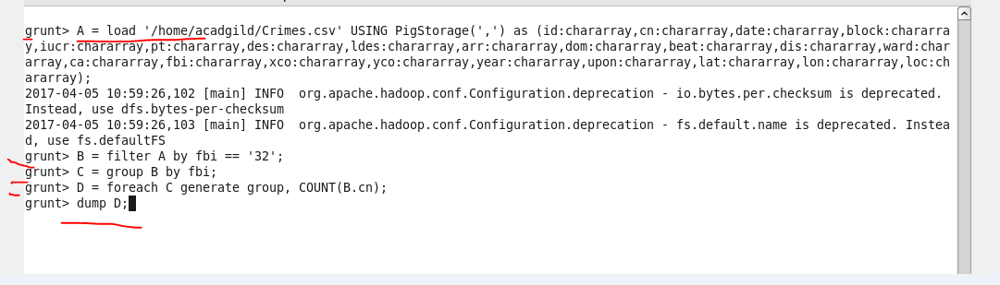 grunt> A = load '/home/acadgild/Crimes.csv' USING PigStorage(',') as (id:chararray,cn:chararray,date:chararray,block:chararra
y,iucr:chararray,pt:chararray,des:chararray,ldes:chararray,arr:chararray,dom:chararray,beat:chararray,dis:chararray,ward:char
array,ca:chararray,fbi:chararray,xco:chararray,yco:chararray,year:chararray,upon:chararray,lat:chararray,lon:chararray,loc:ch
ararray);
2017-04-05 10:59:26,102 [main] INFO  org.apache.hadoop.conf.Configuration.deprecation - io.bytes.per.checksum is deprecated.
Instead, use dfs.bytes-per-checksum
2017-04-05 10:59:26,103 [main] INFO  org.apache.hadoop.conf.Configuration.deprecation - fs.default.name is deprecated. Instea
d, use fs.defaultFS
grunt> B = filter A by fbi == '32';
grunt> C = group B by fbi;
grunt> D = foreach C generate group, COUNT(B.cn);
grunt> dump D;